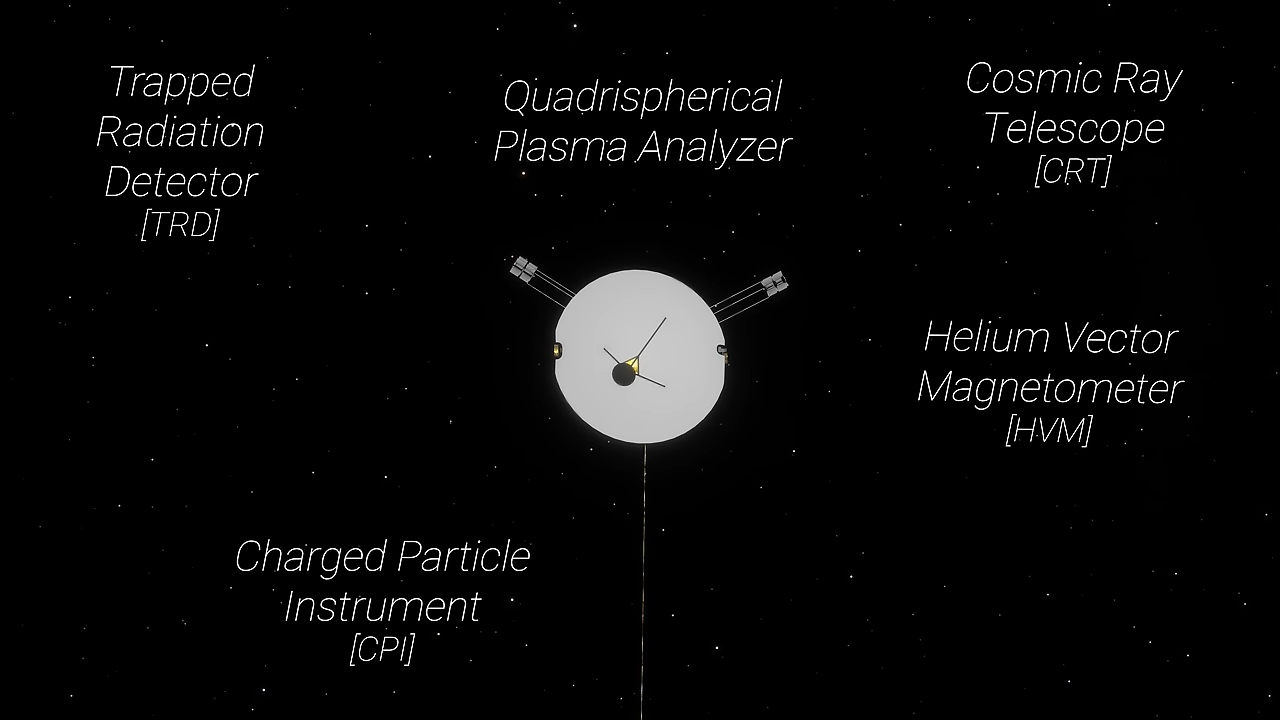 Trapped
Radiation
Detector
[TRD]
Quadrispherical
Plasma Analyzer
Cosmic Ray
Telescope
[CRT]
Helium Vector
Magnetometer
[HVM]
Charged Particle
Instrument
[CPI]